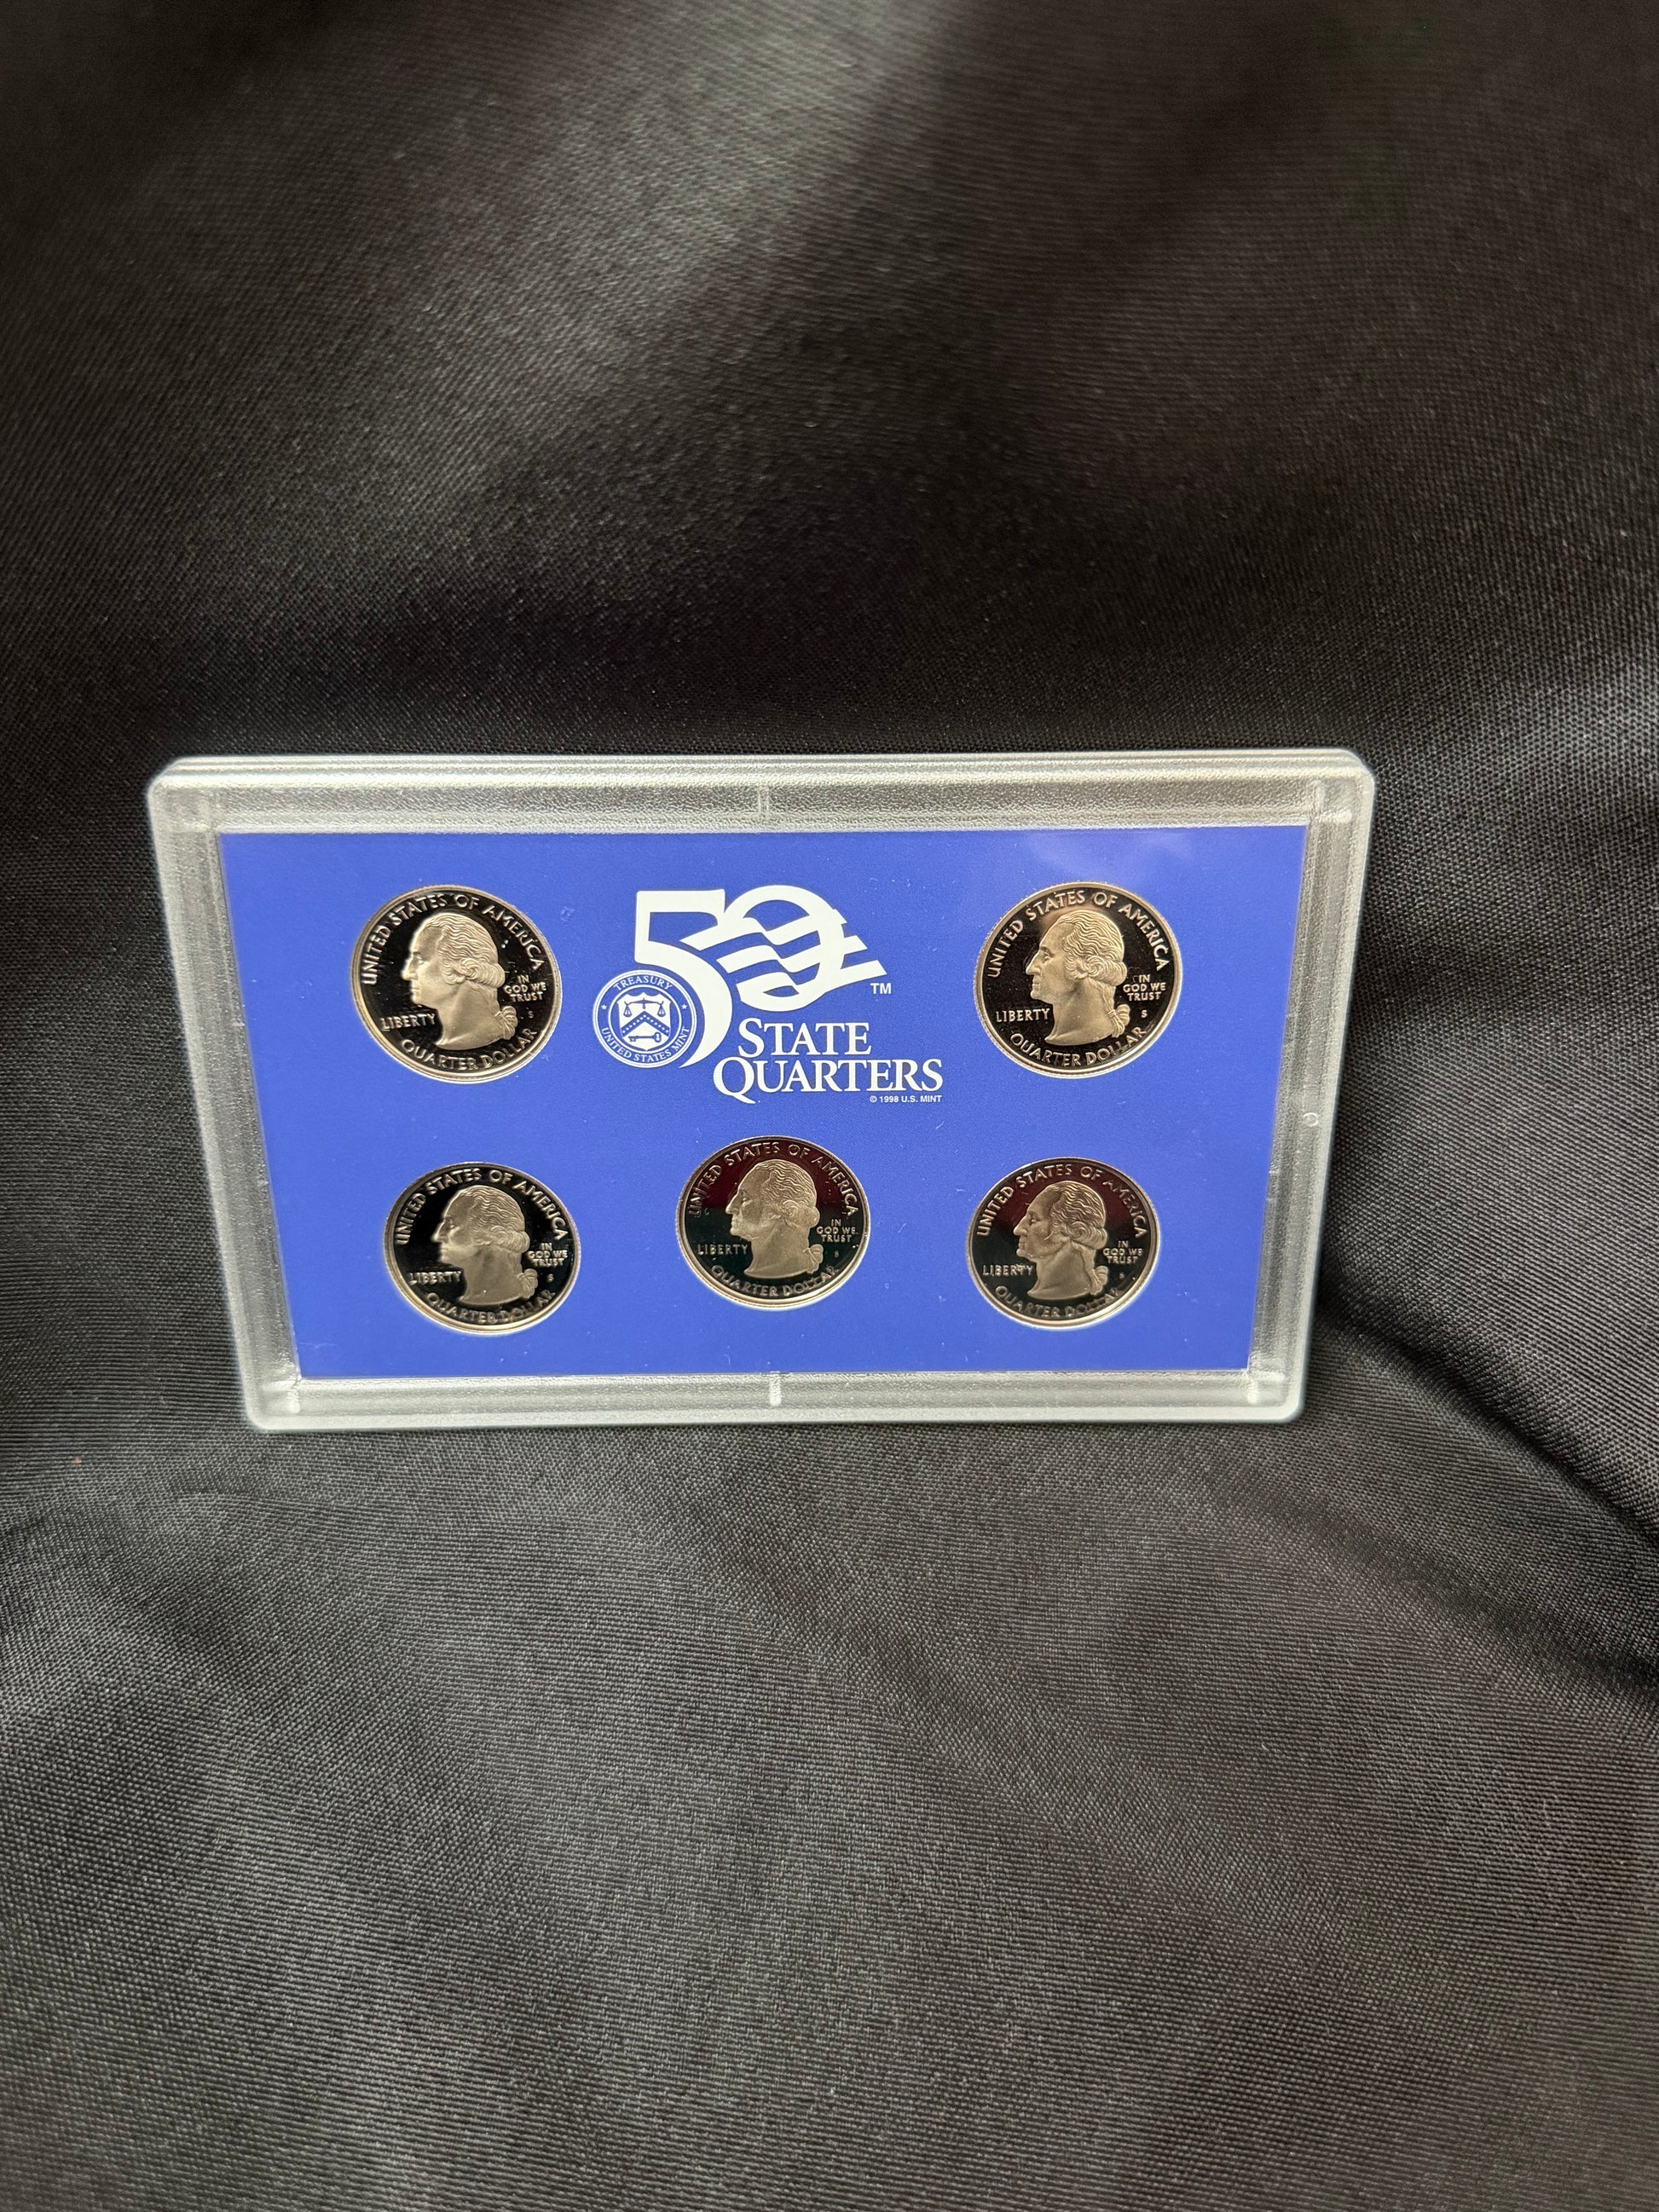 UNITED STATES OF AMERICA
IN
GOD WE
TRUST
S
LIBERTY
QUARTER DOLLAR
50
TM
TREASURY
UNITED STATES MINT
STATE
QUARTERS
© 1998 U.S. MINT
UNITED STATES OF AMERICA
IN
GOD WE
TRUST
S
LIBERTY
QUARTER DOLLAR
UNITED STATES OF AMERICA
IN
GOD WE
TRUST
S
LIBERTY
QUARTER DOLLAR
UNITED STATES OF AMERICA
IN
GOD WE
TRUST
S
LIBERTY
QUARTER DOLLAR
UNITED STATES OF AMERICA
IN
GOD WE
TRUST
S
LIBERTY
QUARTER DOLLAR